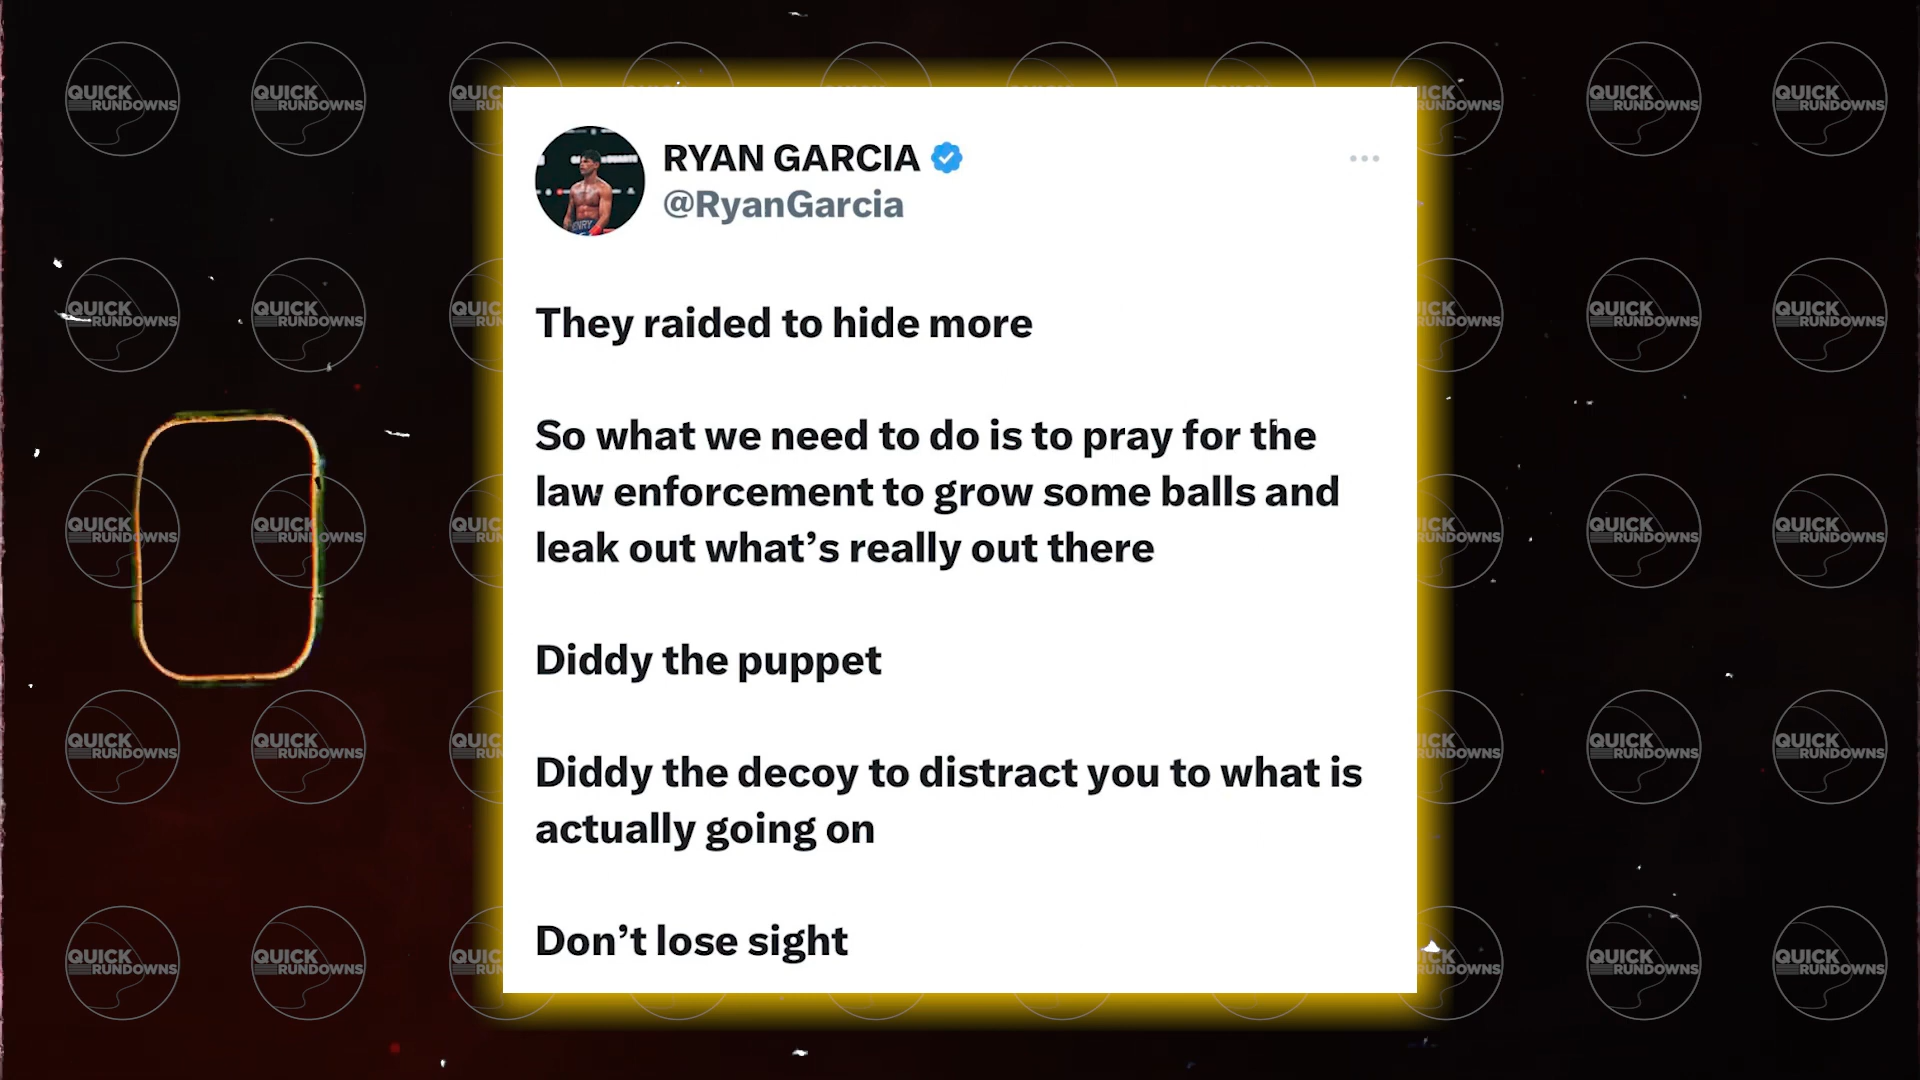 RYAN GARCIA
@RyanGarcia
They raided to hide more
So what we need to do is to pray for the
law enforcement to grow some balls and
leak out what’s really out there
Diddy the puppet
Diddy the decoy to distract you to what is
actually going on
Don’t lose sight
QUICK
RUNDOWNS